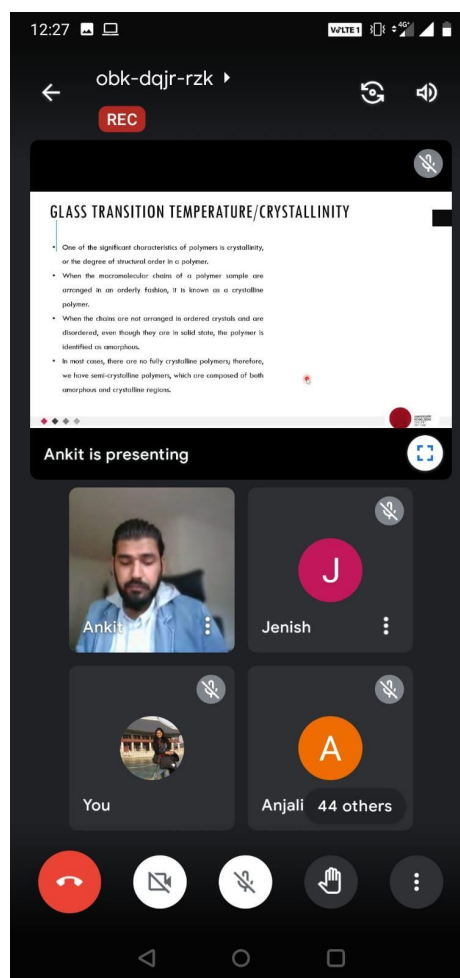 12:27
VoLTE 1
4G+
obk-dqjr-rzk
REC
GLASS TRANSITION TEMPERATURE/CRYSTALLINITY
• One of the significant characteristics of polymers is crystallinity,
or the degree of structural order in a polymer.
• When the macromolecular chains of a polymer sample are
arranged in an orderly fashion, it is known as a crystalline
polymer.
• When the chains are not arranged in ordered crystals and are
disordered, even though they are in solid state, the polymer is
identified as amorphous.
• In most cases, there are no fully crystalline polymers; therefore,
we have semi-crystalline polymers, which are composed of both
amorphous and crystalline regions.
Ankit is presenting
Ankit
J
Jenish
You
A
Anjali
44 others